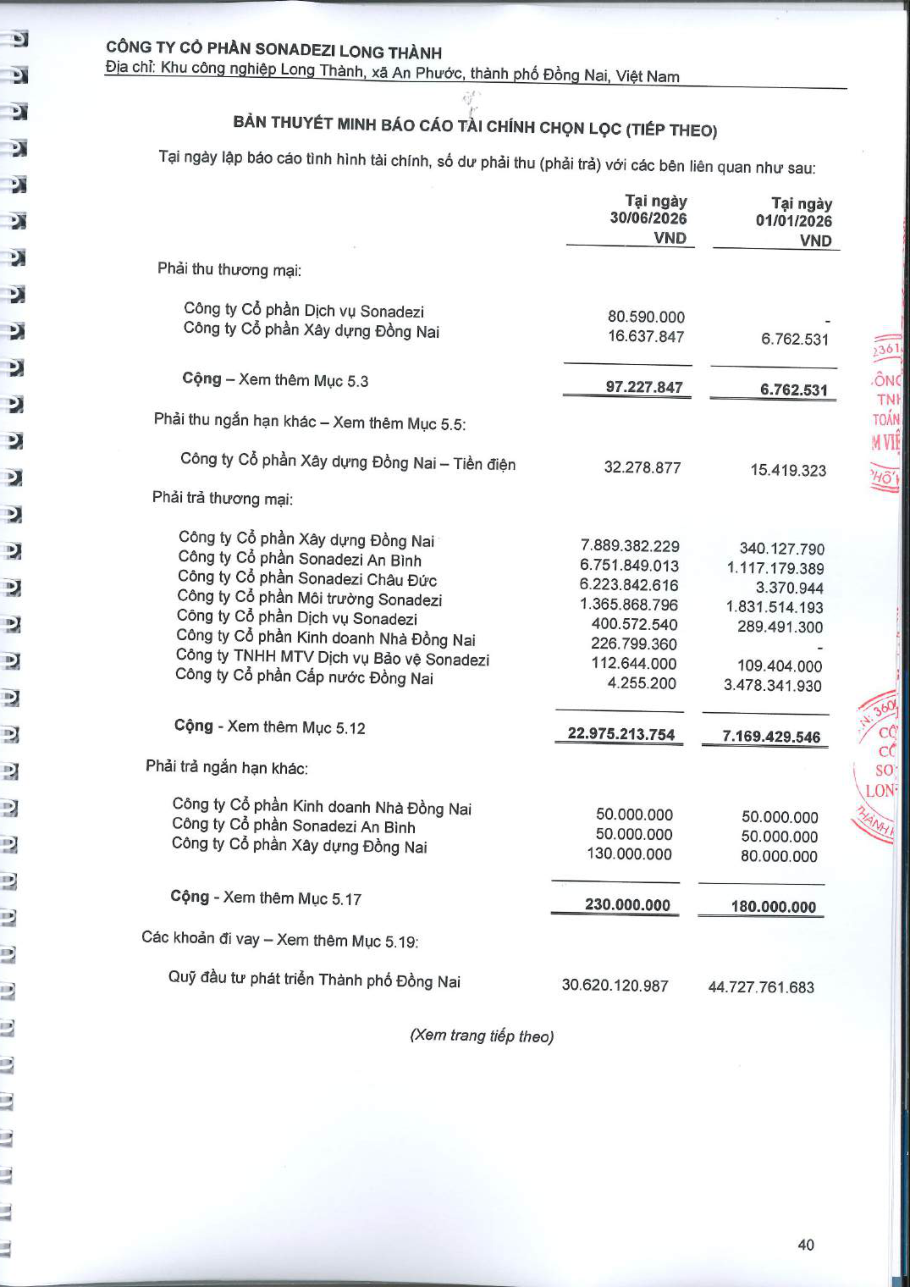 CÔNG TY CỔ PHẦN SONADEZI LONG THÀNH
Địa chỉ: Khu công nghiệp Long Thành, xã An Phước, thành phố Đồng Nai, Việt Nam
BẢN THUYẾT MINH BÁO CÁO TÀI CHÍNH CHỌN LỌC (TIẾP THEO)
Tại ngày lập báo cáo tình hình tài chính, số dư phải thu (phải trả) với các bên liên quan như sau:
Tại ngày Tại ngày
30/06/2026 01/01/2026
VND VND
Phải thu thương mại:
Công ty Cổ phần Dịch vụ Sonadezi 80.590.000 -
Công ty Cổ phần Xây dựng Đồng Nai 16.637.847 6.762.531
Cộng – Xem thêm Mục 5.3 97.227.847 6.762.531
Phải thu ngắn hạn khác – Xem thêm Mục 5.5:
Công ty Cổ phần Xây dựng Đồng Nai – Tiền điện 32.278.877 15.419.323
Phải trả thương mại:
Công ty Cổ phần Xây dựng Đồng Nai 7.889.382.229 340.127.790
Công ty Cổ phần Sonadezi An Bình 6.751.849.013 1.117.179.389
Công ty Cổ phần Sonadezi Châu Đức 6.223.842.616 3.370.944
Công ty Cổ phần Môi trường Sonadezi 1.365.868.796 1.831.514.193
Công ty Cổ phần Dịch vụ Sonadezi 400.572.540 289.491.300
Công ty Cổ phần Kinh doanh Nhà Đồng Nai 226.799.360 -
Công ty TNHH MTV Dịch vụ Bảo vệ Sonadezi 112.644.000 109.404.000
Công ty Cổ phần Cấp nước Đồng Nai 4.255.200 3.478.341.930
Cộng - Xem thêm Mục 5.12 22.975.213.754 7.169.429.546
Phải trả ngắn hạn khác:
Công ty Cổ phần Kinh doanh Nhà Đồng Nai 50.000.000 50.000.000
Công ty Cổ phần Sonadezi An Bình 50.000.000 50.000.000
Công ty Cổ phần Xây dựng Đồng Nai 130.000.000 80.000.000
Cộng - Xem thêm Mục 5.17 230.000.000 180.000.000
Các khoản đi vay – Xem thêm Mục 5.19:
Quỹ đầu tư phát triển Thành phố Đồng Nai 30.620.120.987 44.727.761.683
(Xem trang tiếp theo)
40